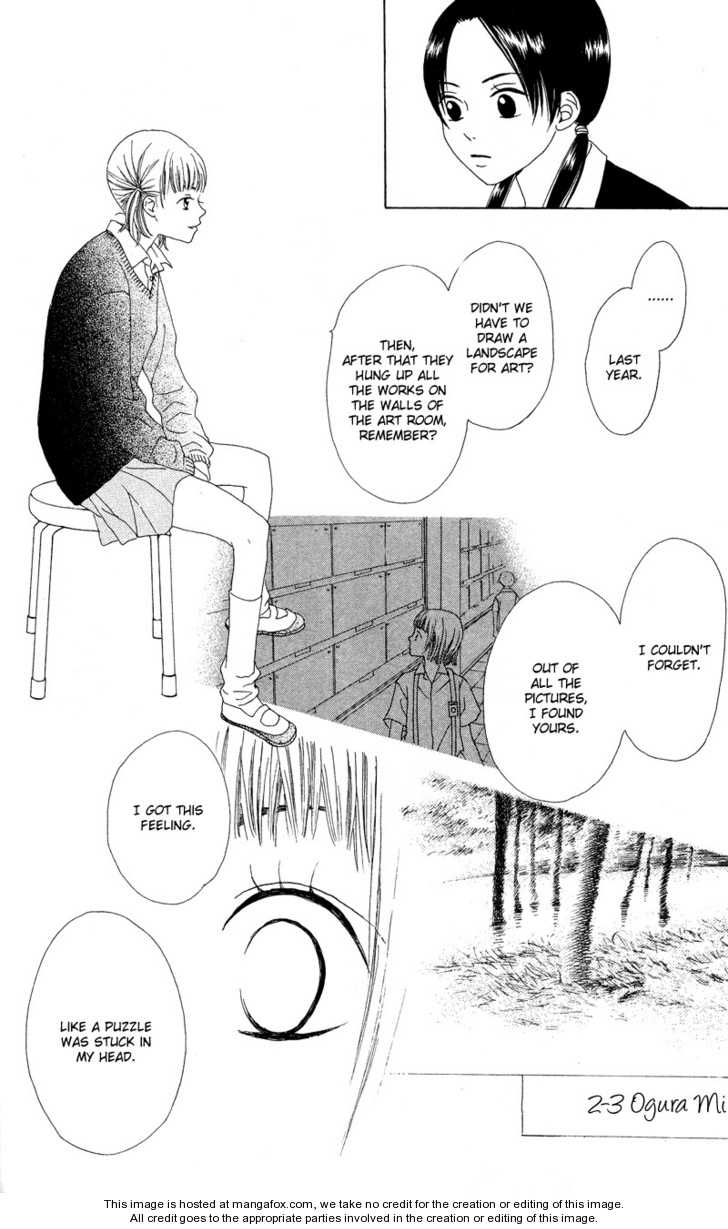 ......
LAST
YEAR.
DIDN'T WE
HAVE TO
DRAW A
LANDSCAPE
FOR ART?
THEN,
AFTER THAT THEY
HUNG UP ALL
THE WORKS ON
THE WALLS OF
THE ART ROOM,
REMEMBER?
I COULDN'T
FORGET.
OUT OF
ALL THE
PICTURES,
I FOUND
YOURS.
I GOT THIS
FEELING.
LIKE A PUZZLE
WAS STUCK IN
MY HEAD.
2-3 Ogura Mi
This image is hosted at mangafox.com, we take no credit for the creation or editing of this image.
All credit goes to the appropriate parties involved in the creation or editing of this image.